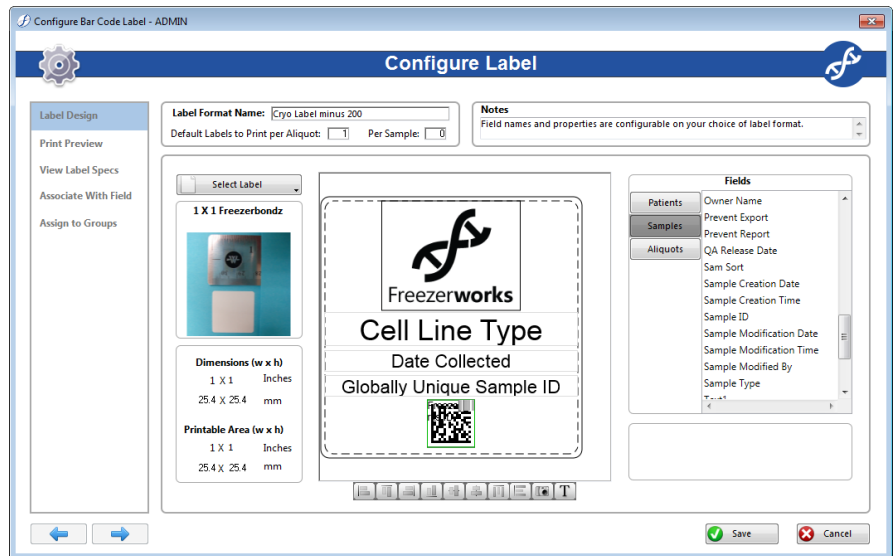 Configure Bar Code Label - ADMIN
Configure Label
Label Design
Print Preview
View Label Specs
Associate With Field
Assign to Groups
Label Format Name: Cryo Label minus 200
Default Labels to Print per Aliquot: 1 Per Sample: 0
Notes
Field names and properties are configurable on your choice of label format.
Select Label
1 X 1 Freezerbondz
Dimensions (w x h)
1 X 1 Inches
25.4 X 25.4 mm
Printable Area (w x h)
1 X 1 Inches
25.4 X 25.4 mm
Freezerworks
Cell Line Type
Date Collected
Globally Unique Sample ID
T
Fields
Patients
Samples
Aliquots
Owner Name
Prevent Export
Prevent Report
QA Release Date
Sam Sort
Sample Creation Date
Sample Creation Time
Sample ID
Sample Modification Date
Sample Modification Time
Sample Modified By
Sample Type
Text1
Save
Cancel